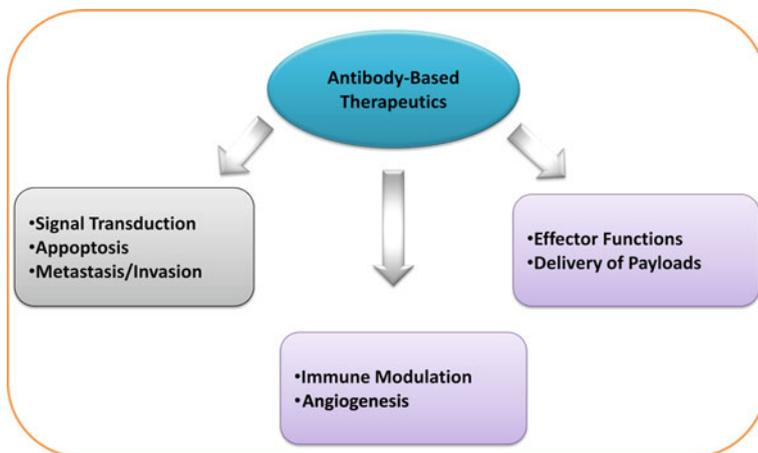 Antibody-Based
Therapeutics
•Signal Transduction
•Appoptosis
•Metastasis/Invasion
•Effector Functions
•Delivery of Payloads
•Immune Modulation
•Angiogenesis